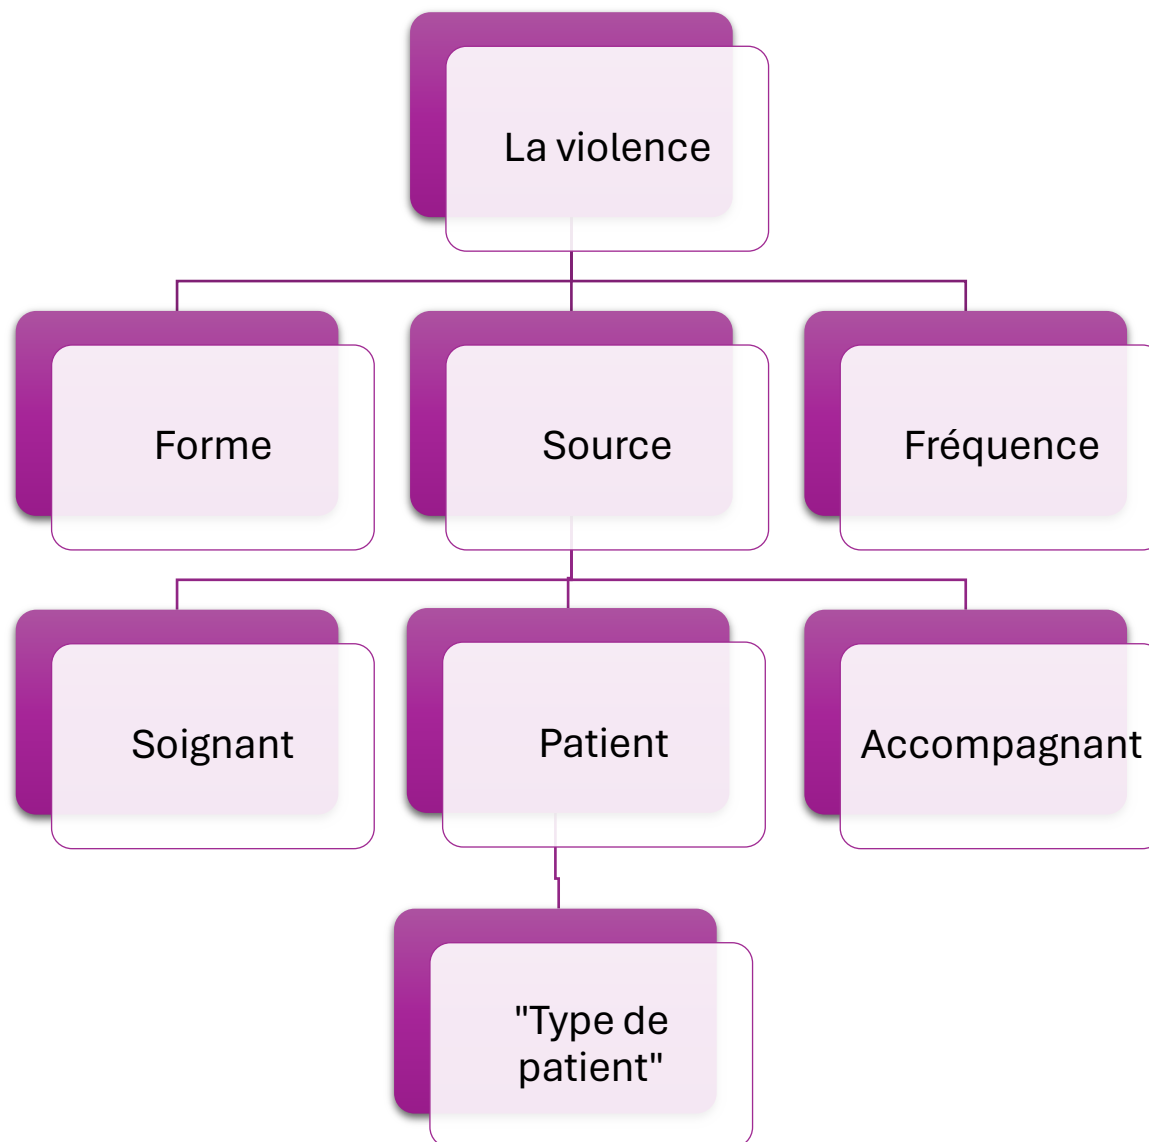 La violence
Forme
Source
Fréquence
Soignant
Patient
Accompagnant
"Type de
patient"